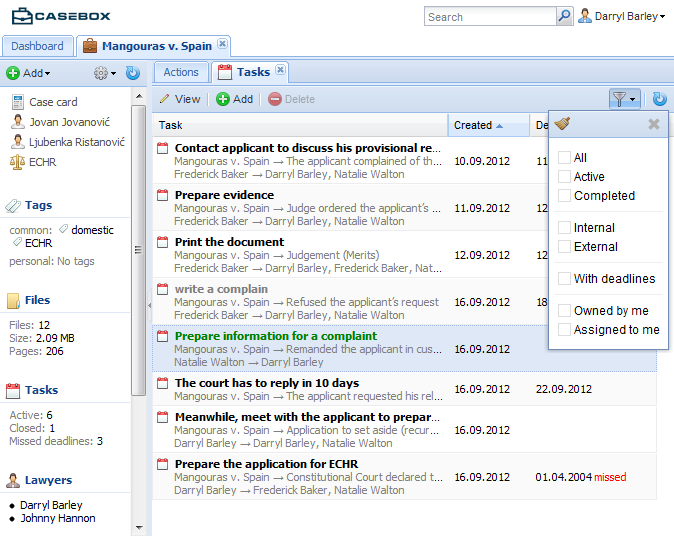 CASEBOX
Search
Darryl Barley
Dashboard
Mangouras v. Spain
Add
Case card
Jovan Jovanović
Ljubenka Ristanović
ECHR
Tags
common: domestic
ECHR
personal: No tags
Files
Files: 12
Size: 2.09 MB
Pages: 206
Tasks
Active: 6
Closed: 1
Missed deadlines: 3
Lawyers
Darryl Barley
Johnny Hannon
Actions
Tasks
View
Add
Delete
Task
Created
De
Contact applicant to discuss his provisional re...
Mangouras v. Spain → The applicant complained of th...
Frederick Baker → Darryl Barley, Natalie Walton
10.09.2012
11
Prepare evidence
Mangouras v. Spain → Judge ordered the applicant's ...
Frederick Baker → Darryl Barley, Natalie Walton
11.09.2012
12
Print the document
Mangouras v. Spain → Judgement (Merits)
Frederick Baker → Darryl Barley, Frederick Baker, Nat...
12.09.2012
12
write a complain
Mangouras v. Spain → Refused the applicant's request
Frederick Baker → Darryl Barley, Natalie Walton
16.09.2012
18
Prepare information for a complaint
Mangouras v. Spain → Remanded the applicant in cus...
Natalie Walton → Darryl Barley
16.09.2012
The court has to reply in 10 days
Mangouras v. Spain → The applicant requested his rel...
16.09.2012
22.09.2012
Meanwhile, meet with the applicant to prepar...
Mangouras v. Spain → Application to set aside (recur...
Darryl Barley → Darryl Barley, Natalie Walton
16.09.2012
Prepare the application for ECHR
Mangouras v. Spain → Constitutional Court declared t...
Darryl Barley → Frederick Baker, Natalie Walton
16.09.2012
01.04.2004 missed
All
Active
Completed
Internal
External
With deadlines
Owned by me
Assigned to me